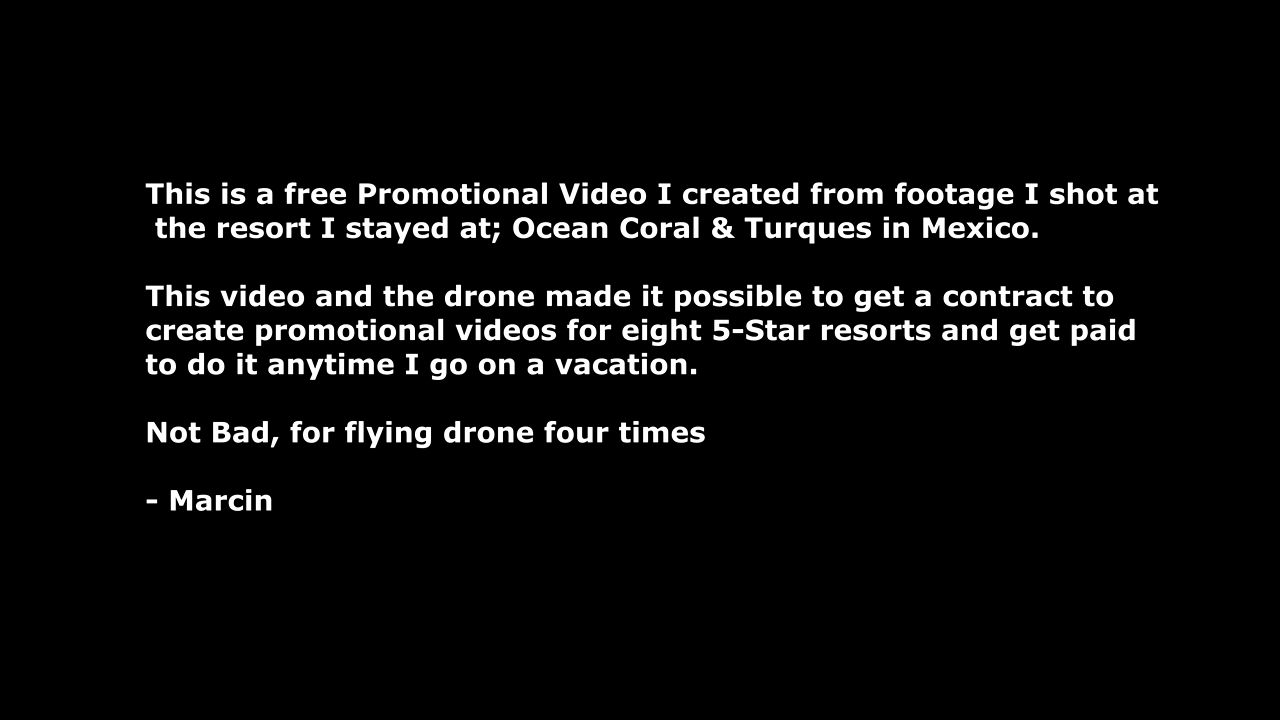 This is a free Promotional Video I created from footage I shot at
the resort I stayed at; Ocean Coral & Turques in Mexico.
This video and the drone made it possible to get a contract to
create promotional videos for eight 5-Star resorts and get paid
to do it anytime I go on a vacation.
Not Bad, for flying drone four times
- Marcin